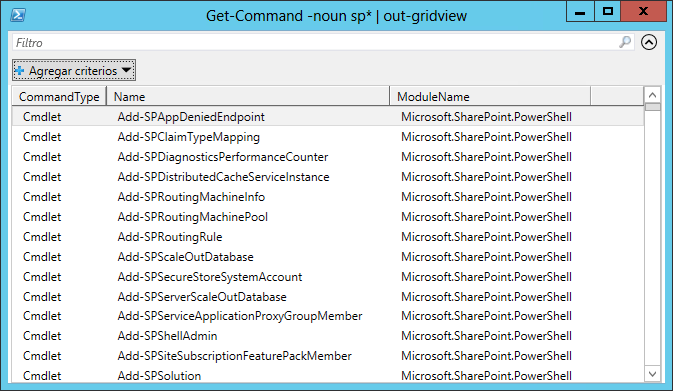 Get-Command -noun sp* | out-gridview
Filtro
Agregar criterios
CommandType Name ModuleName
Cmdlet Add-SPAppDeniedEndpoint Microsoft.SharePoint.PowerShell
Cmdlet Add-SPClaimTypeMapping Microsoft.SharePoint.PowerShell
Cmdlet Add-SPDiagnosticsPerformanceCounter Microsoft.SharePoint.PowerShell
Cmdlet Add-SPDistributedCacheServiceInstance Microsoft.SharePoint.PowerShell
Cmdlet Add-SPRoutingMachineInfo Microsoft.SharePoint.PowerShell
Cmdlet Add-SPRoutingMachinePool Microsoft.SharePoint.PowerShell
Cmdlet Add-SPRoutingRule Microsoft.SharePoint.PowerShell
Cmdlet Add-SPScaleOutDatabase Microsoft.SharePoint.PowerShell
Cmdlet Add-SPSecureStoreSystemAccount Microsoft.SharePoint.PowerShell
Cmdlet Add-SPServerScaleOutDatabase Microsoft.SharePoint.PowerShell
Cmdlet Add-SPServiceApplicationProxyGroupMember Microsoft.SharePoint.PowerShell
Cmdlet Add-SPShellAdmin Microsoft.SharePoint.PowerShell
Cmdlet Add-SPSiteSubscriptionFeaturePackMember Microsoft.SharePoint.PowerShell
Cmdlet Add-SPSolution Microsoft.SharePoint.PowerShell